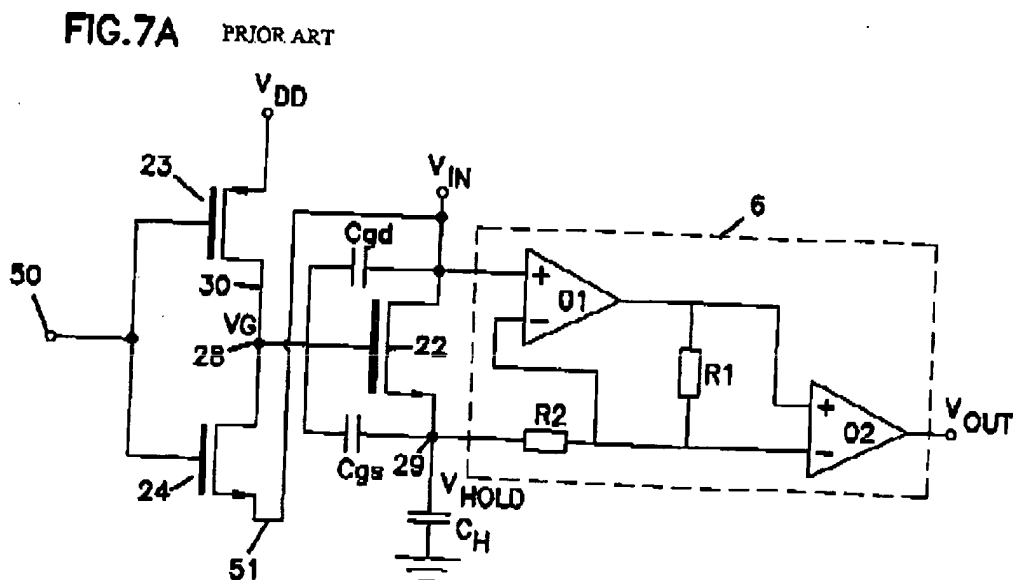 FIG.7A PRIOR ART
VDD
23
VIN
6
Cgd
50
30
+
01
-
VG
28
22
R1
R2
+
02
-
VOUT
Cgs
29
24
VHOLD
CH
51